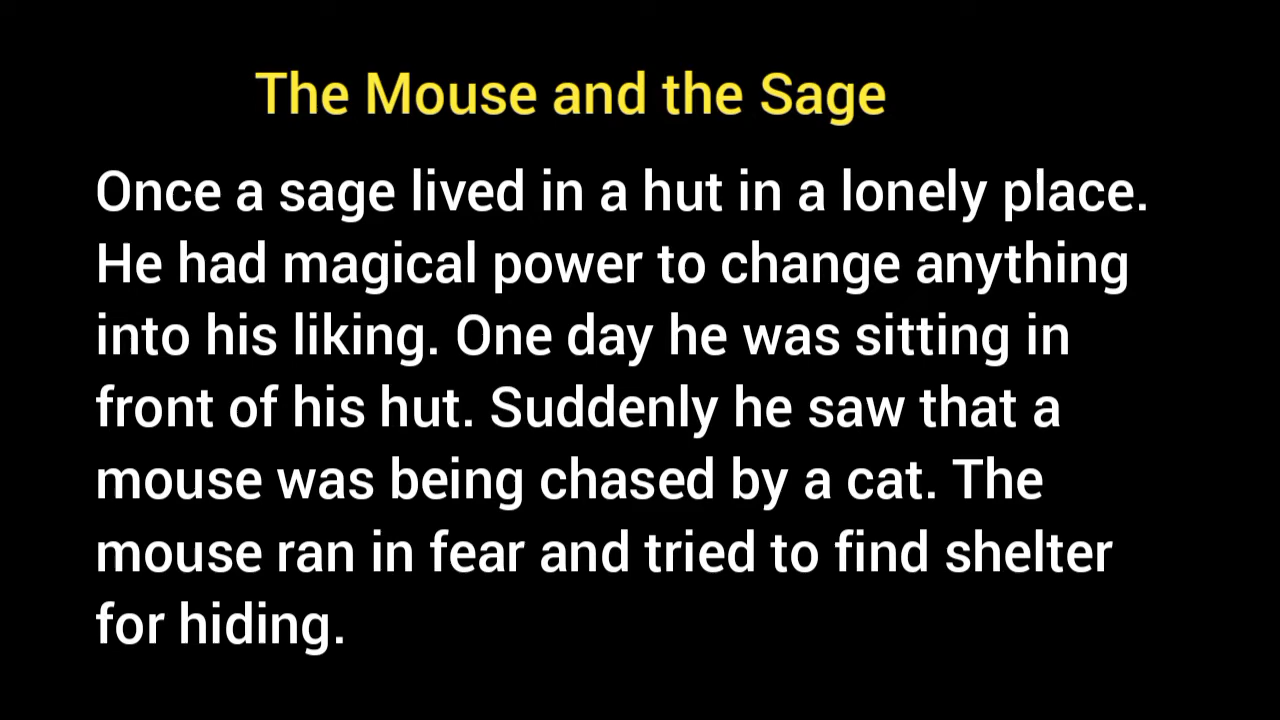 The Mouse and the Sage
Once a sage lived in a hut in a lonely place.
He had magical power to change anything
into his liking. One day he was sitting in
front of his hut. Suddenly he saw that a
mouse was being chased by a cat. The
mouse ran in fear and tried to find shelter
for hiding.